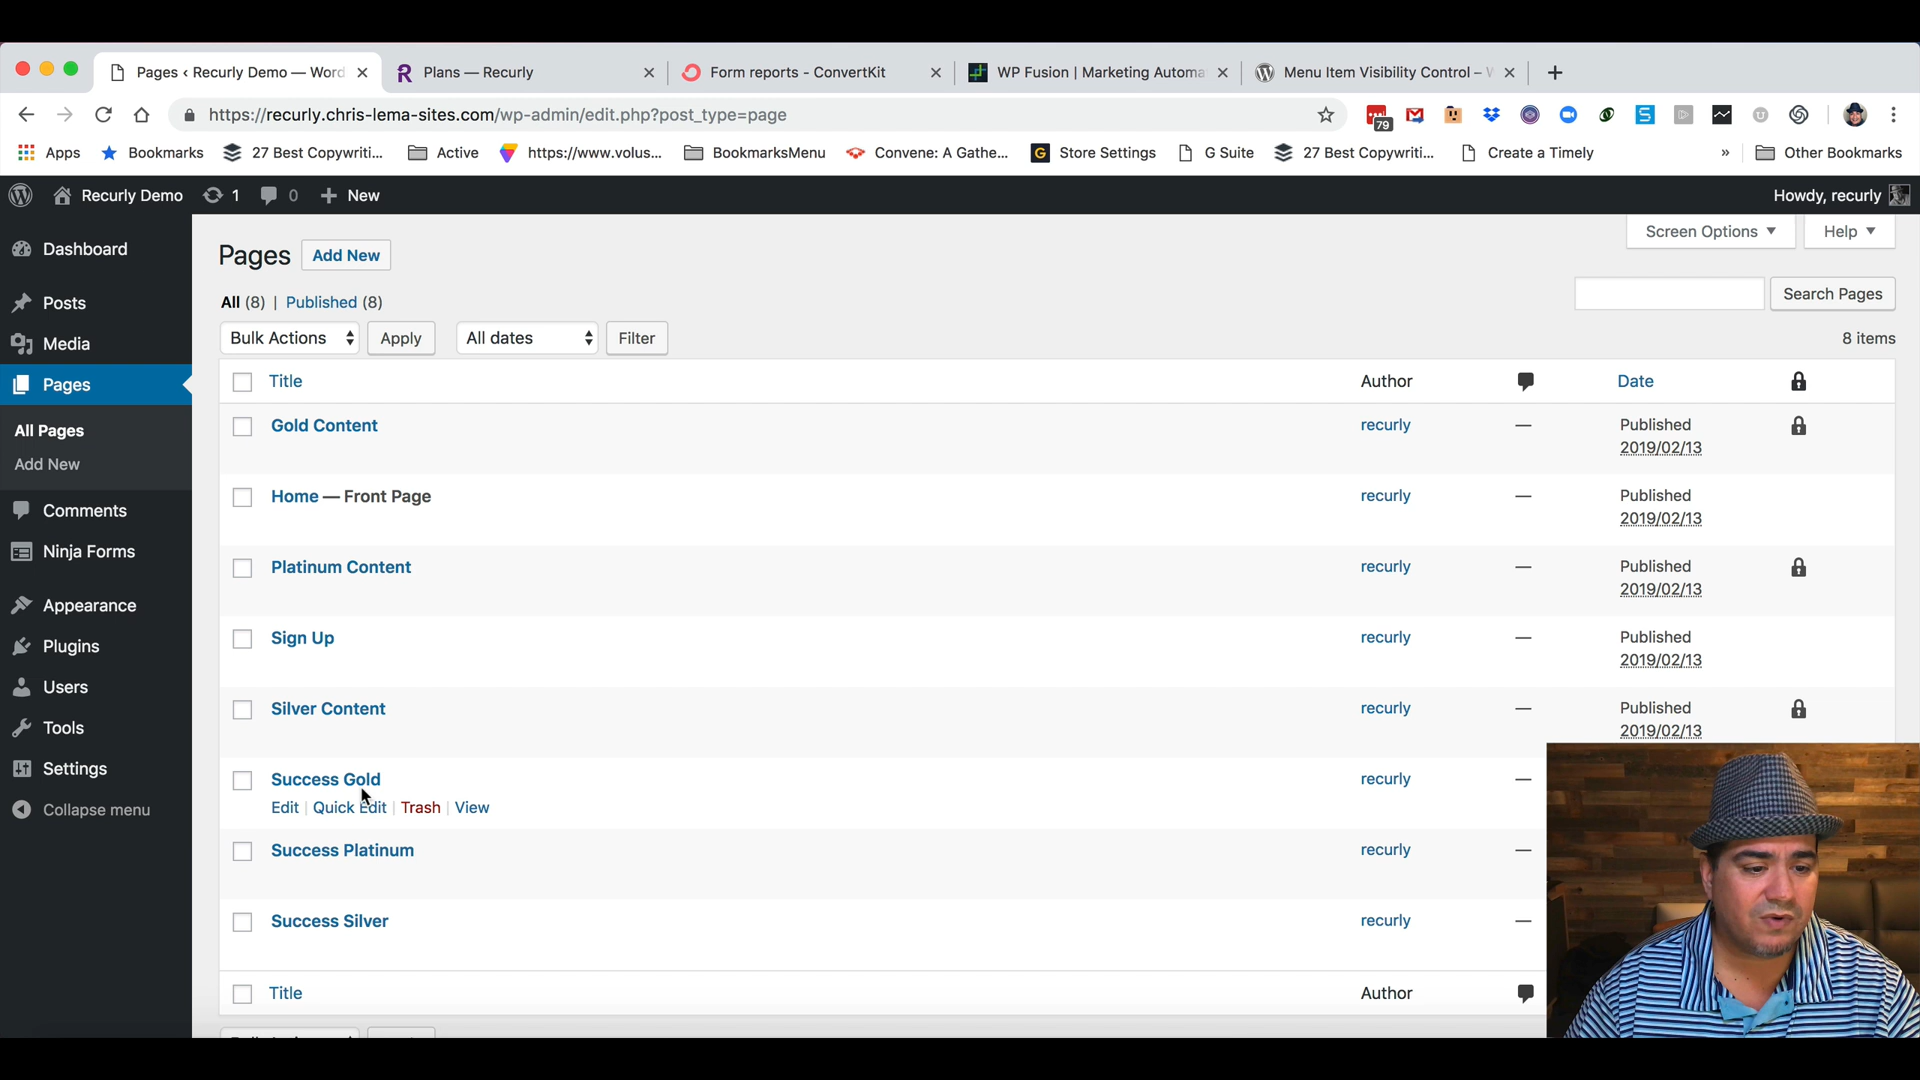 Pages ‹ Recurly Demo — Word
Plans — Recurly
Form reports - ConvertKit
WP Fusion | Marketing Automa
Menu Item Visibility Control – W
https://recurly.chris-lema-sites.com/wp-admin/edit.php?post_type=page
79
Apps
Bookmarks
27 Best Copywriti...
Active
https://www.volus...
BookmarksMenu
Convene: A Gathe...
Store Settings
G Suite
27 Best Copywriti...
Create a Timely
»
Other Bookmarks
Recurly Demo
1
0
New
Howdy, recurly
Dashboard
Posts
Media
Pages
All Pages
Add New
Comments
Ninja Forms
Appearance
Plugins
Users
Tools
Settings
Collapse menu
Pages
Add New
Screen Options
Help
All (8) | Published (8)
Search Pages
Bulk Actions
Apply
All dates
Filter
8 items
Title Author Date
Gold Content recurly — Published
2019/02/13
Home — Front Page recurly — Published
2019/02/13
Platinum Content recurly — Published
2019/02/13
Sign Up recurly — Published
2019/02/13
Silver Content recurly — Published
2019/02/13
Success Gold recurly —
Edit | Quick Edit | Trash | View
Success Platinum recurly —
Success Silver recurly —
Title Author